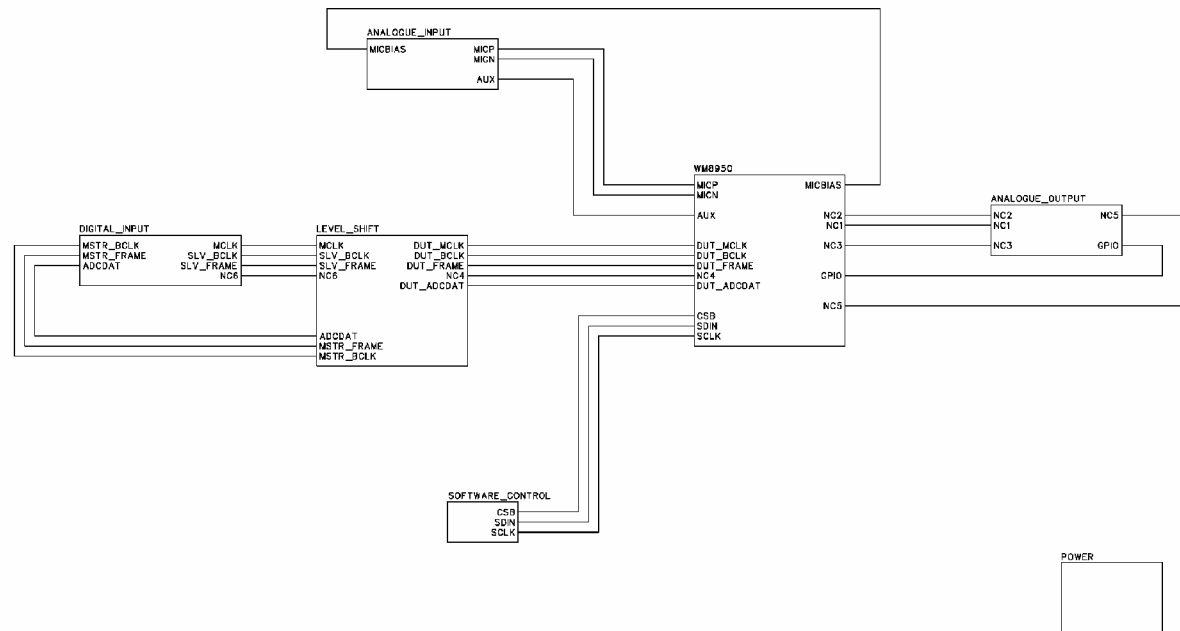 ANALOGUE_INPUT
MICBIAS MICP
MICN
AUX
WM8950
MICP MICBIAS
MICN
AUX NC2
NC1
DUT_MCLK NC3
DUT_BCLK
DUT_FRAME
NC4 GPIO
DUT_ADCDAT
NC5
CSB
SDIN
SCLK
ANALOGUE_OUTPUT
NC2 NC5
NC1
NC3 GPIO
DIGITAL_INPUT
MSTR_BCLK MCLK
MSTR_FRAME SLV_BCLK
ADCDAT SLV_FRAME
NC6
LEVEL_SHIFT
MCLK DUT_MCLK
SLV_BCLK DUT_BCLK
SLV_FRAME DUT_FRAME
NC6 NC4
DUT_ADCDAT
ADCDAT
MSTR_FRAME
MSTR_BCLK
SOFTWARE_CONTROL
CSB
SDIN
SCLK
POWER